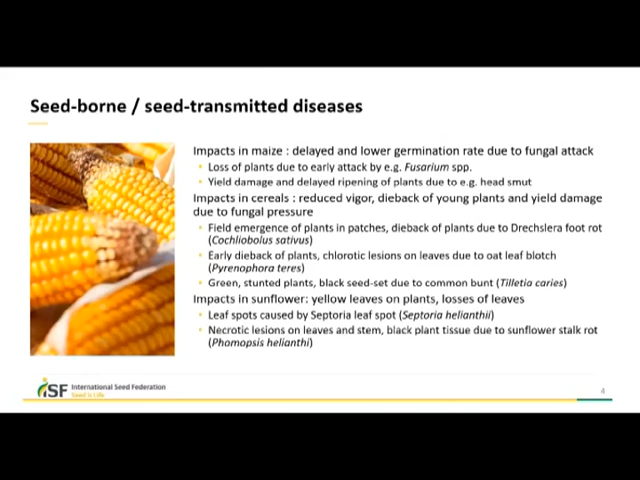 Seed-borne / seed-transmitted diseases
Impacts in maize : delayed and lower germination rate due to fungal attack
Loss of plants due to early attack by e.g. Fusarium spp.
Yield damage and delayed ripening of plants due to e.g. head smut
Impacts in cereals : reduced vigor, dieback of young plants and yield damage
due to fungal pressure
Field emergence of plants in patches, dieback of plants due to Drechslera foot rot
(Cochliobolus sativus)
Early dieback of plants, chlorotic lesions on leaves due to oat leaf blotch
(Pyrenophora teres)
Green, stunted plants, black seed-set due to common bunt (Tilletia caries)
Impacts in sunflower: yellow leaves on plants, losses of leaves
Leaf spots caused by Septoria leaf spot (Septoria helianthii)
Necrotic lesions on leaves and stem, black plant tissue due to sunflower stalk rot
(Phomopsis helianthi)
iSF International Seed Federation
Seed is Life
4